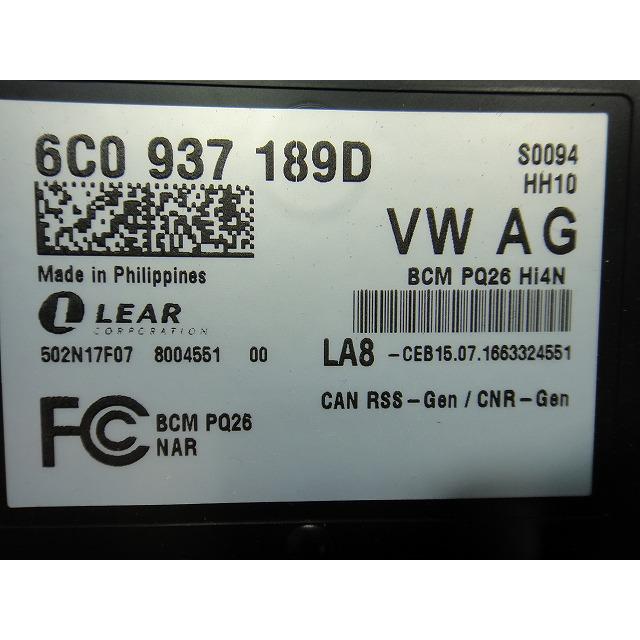 6C0 937 189D
S0094
HH10
VW AG
Made in Philippines
BCM PQ26 Hi4N
LEAR
CORPORATION
502N17F07 8004551 00
LA8 -CEB15.07.1663324551
CAN RSS-Gen / CNR-Gen
FC
BCM PQ26
NAR